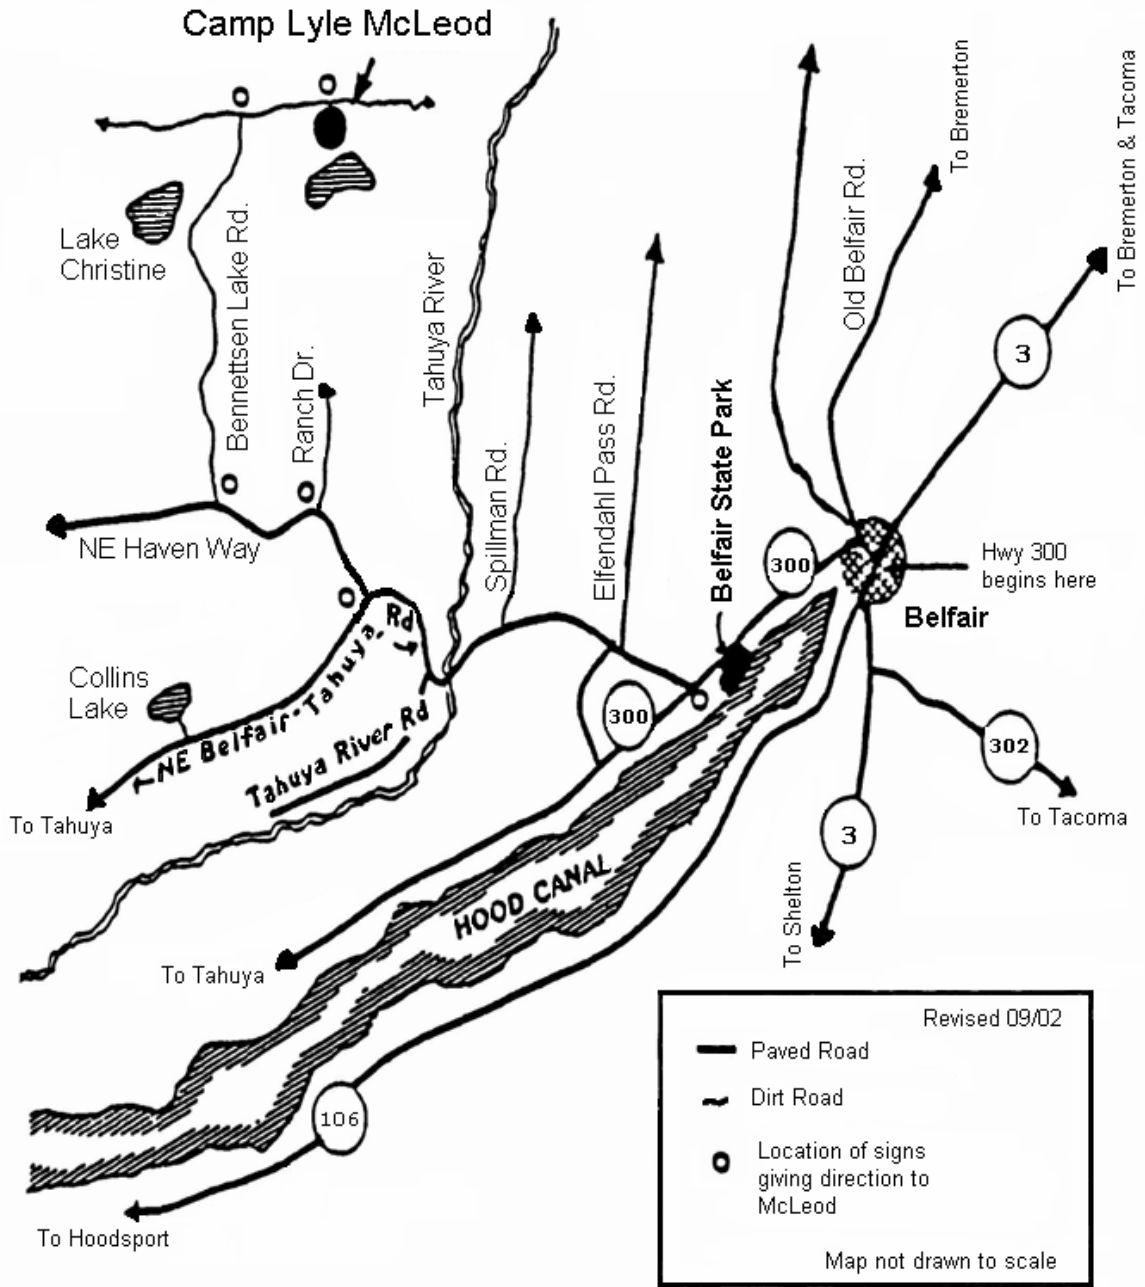 Camp Lyle McLeod
To Bremerton
To Bremerton & Tacoma
Old Belfair Rd.
Lake
Christine
Bennettsen Lake Rd.
Tahuya River
3
Ranch Dr.
Spillman Rd.
Elfendahl Pass Rd.
Belfair State Park
NE Haven Way
300
Hwy 300
begins here
Belfair
Collins
Lake
NE Belfair-Tahuya Rd
Tahuya River Rd
300
302
To Tahuya
To Tacoma
3
HOOD CANAL
To Shelton
To Tahuya
106
To Hoodsport
Revised 09/02
Paved Road
Dirt Road
Location of signs
giving direction to
McLeod
Map not drawn to scale